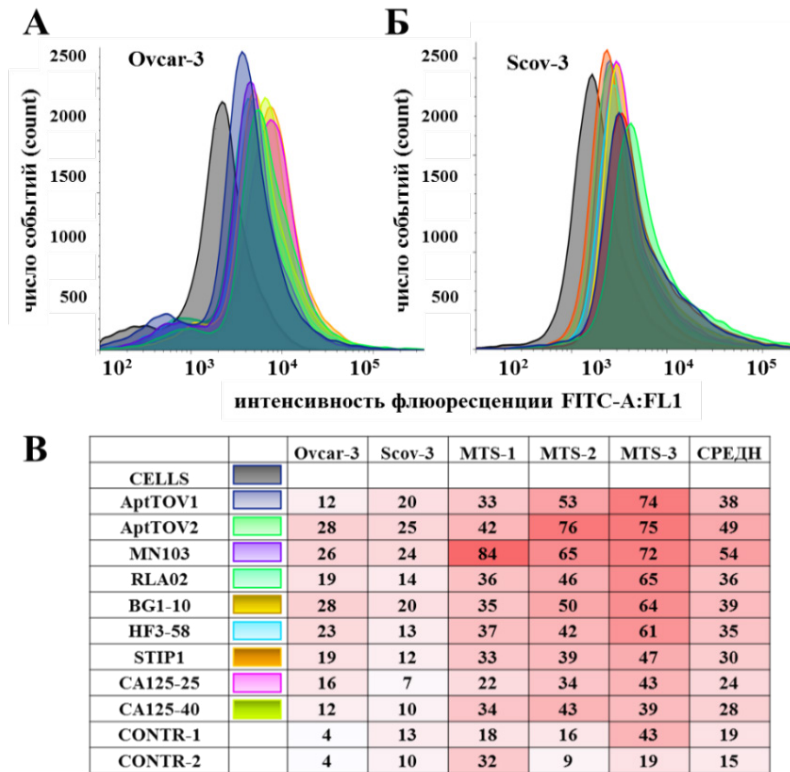 А
Б
Ovcar-3
Scov-3
число событий (count)
2500
2000
1500
1000
500
10² 10³ 10⁴ 10⁵
число событий (count)
2500
2000
1500
1000
500
10² 10³ 10⁴ 10⁵
интенсивность флюоресценции FITC-A:FL1
В
Ovcar-3 Scov-3 MTS-1 MTS-2 MTS-3 СРЕДН
CELLS
AptTOV1 12 20 33 53 74 38
AptTOV2 28 25 42 76 75 49
MN103 26 24 84 65 72 54
RLA02 19 14 36 46 65 36
BG1-10 28 20 35 50 64 39
HF3-58 23 13 37 42 61 35
STIP1 19 12 33 39 47 30
CA125-25 16 7 22 34 43 24
CA125-40 12 10 34 43 39 28
CONTR-1 4 13 18 16 43 19
CONTR-2 4 10 32 9 19 15